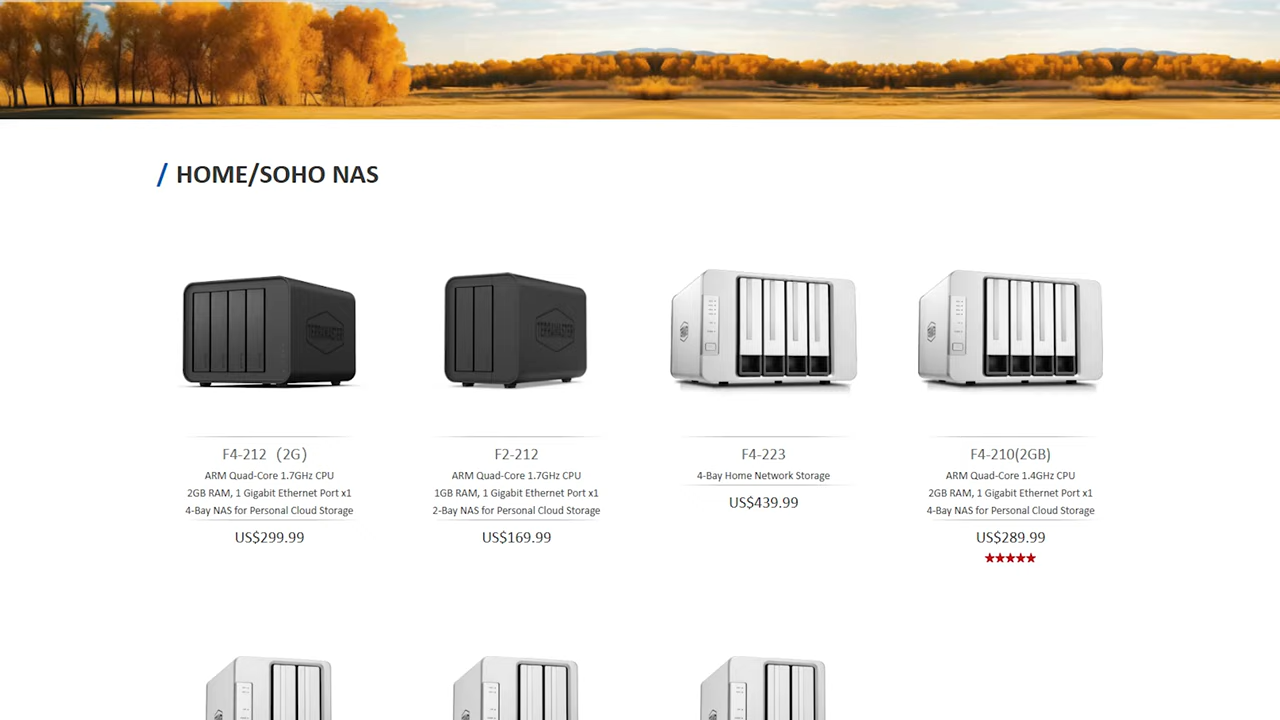 / HOME/SOHO NAS
TERRAMASTER
TERRAMASTER
F4-212（2G）
ARM Quad-Core 1.7GHz CPU
2GB RAM, 1 Gigabit Ethernet Port x1
4-Bay NAS for Personal Cloud Storage
US$299.99
F2-212
ARM Quad-Core 1.7GHz CPU
1GB RAM, 1 Gigabit Ethernet Port x1
2-Bay NAS for Personal Cloud Storage
US$169.99
F4-223
4-Bay Home Network Storage
US$439.99
F4-210(2GB)
ARM Quad-Core 1.4GHz CPU
2GB RAM, 1 Gigabit Ethernet Port x1
4-Bay NAS for Personal Cloud Storage
US$289.99